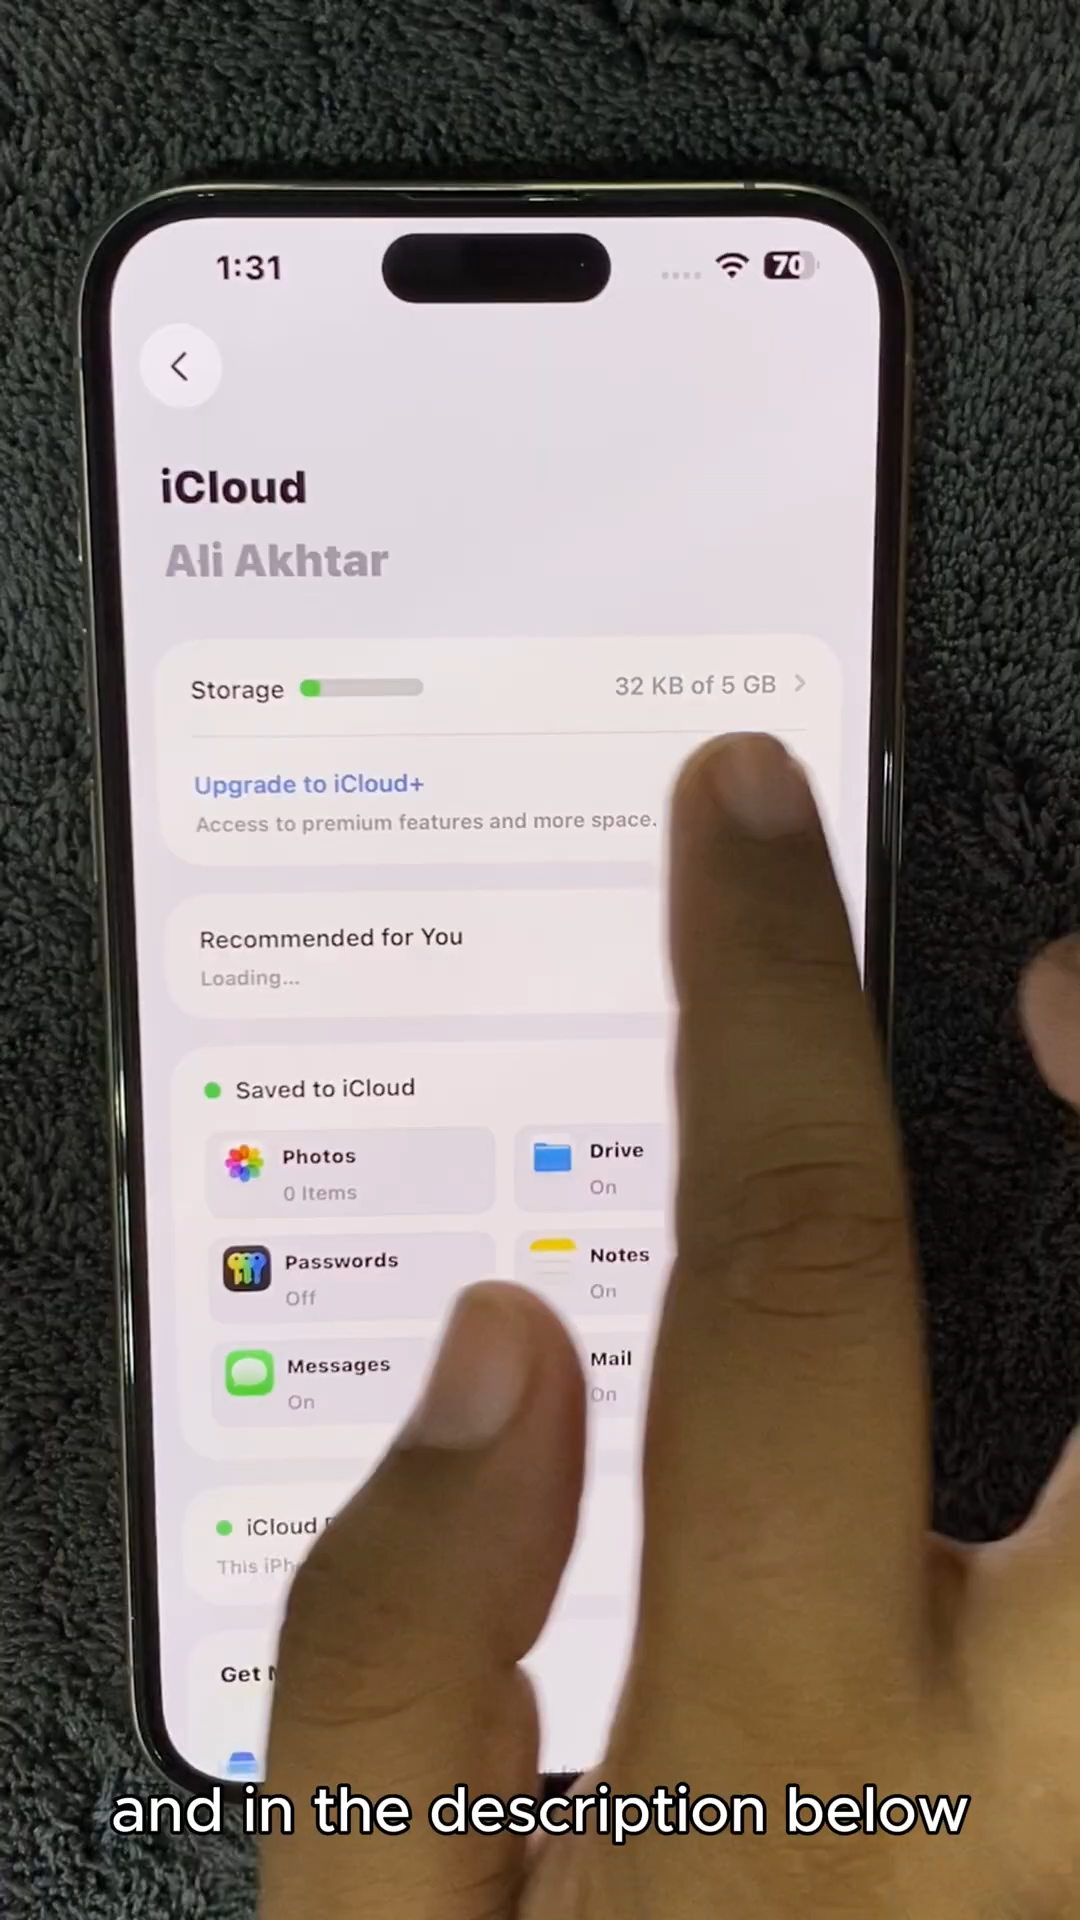 1:31
70
iCloud
Ali Akhtar
Storage
32 KB of 5 GB
Upgrade to iCloud+
Access to premium features and more space.
Recommended for You
Loading...
Saved to iCloud
Photos
0 Items
Drive
On
Passwords
Off
Notes
On
Messages
On
Mail
On
iCloud
This
Get
and in the description below